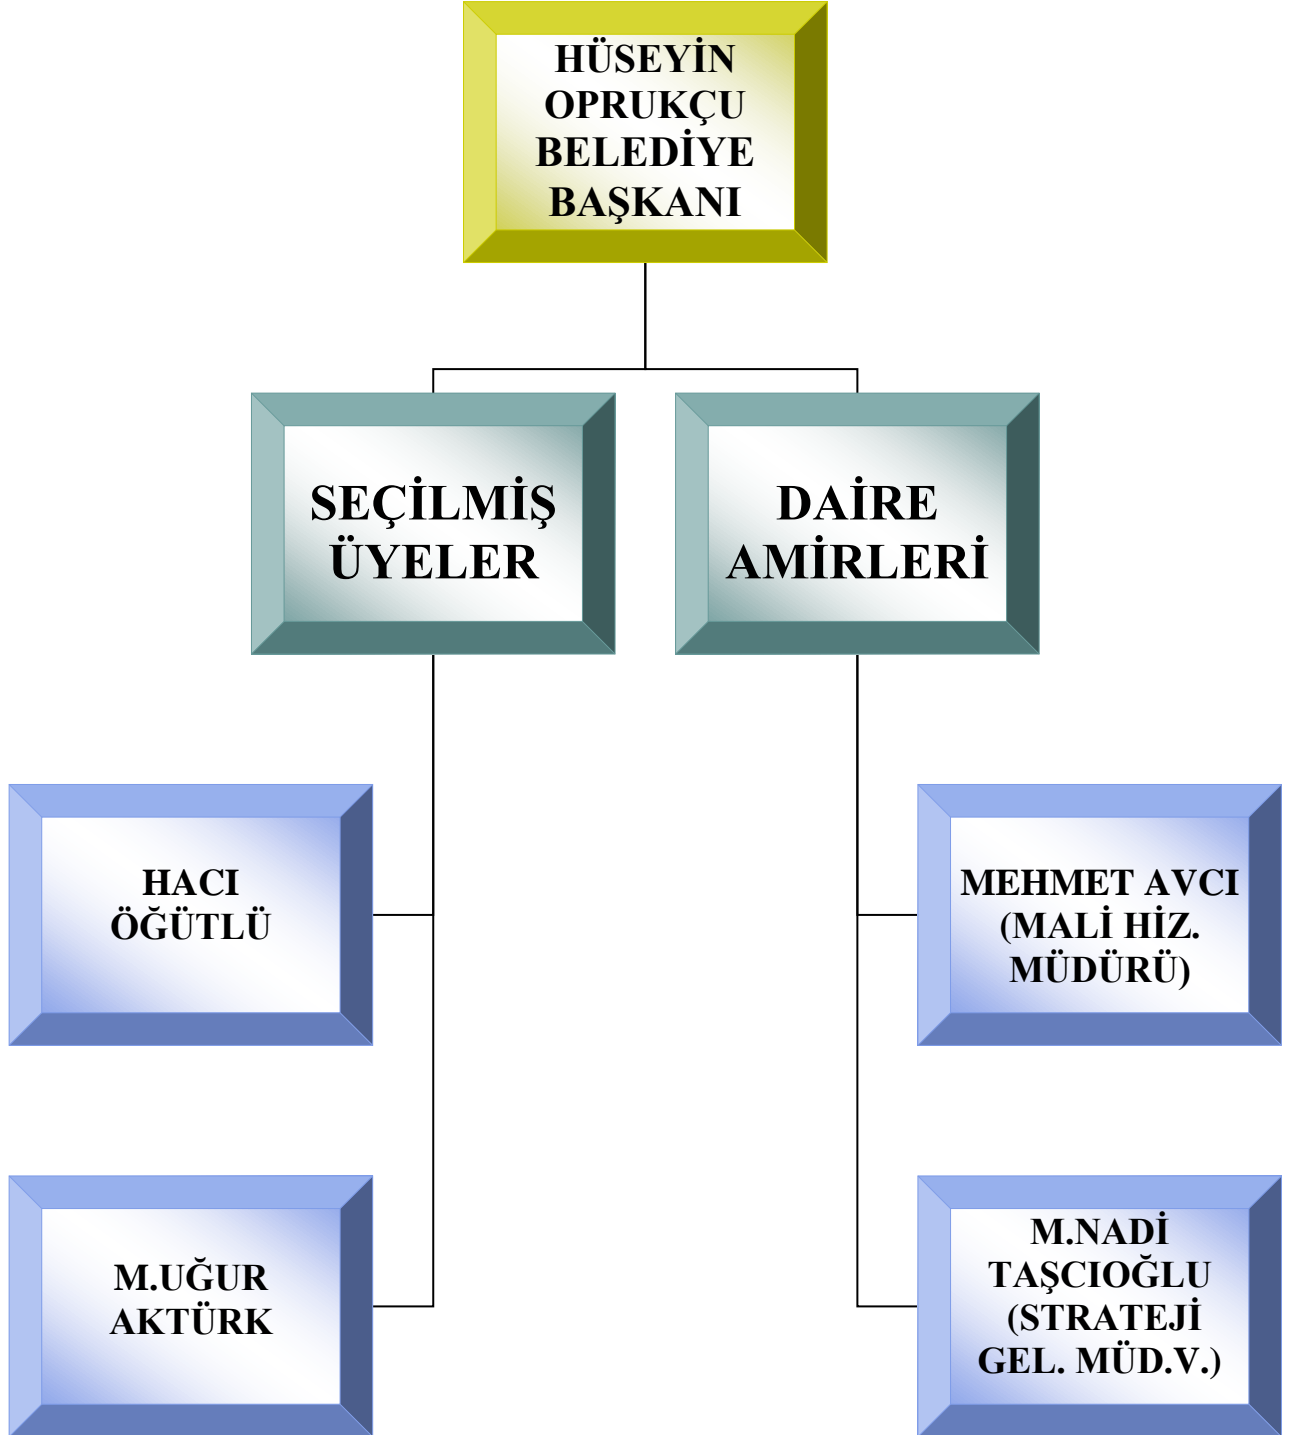 HÜSEYİN
OPRUKÇU
BELEDİYE
BAŞKANI
SEÇİLMİŞ
ÜYELER
DAİRE
AMİRLERİ
HACI
ÖĞÜTLÜ
MEHMET AVCI
(MALİ HİZ.
MÜDÜRÜ)
M.UĞUR
AKTÜRK
M.NADİ
TAŞCIOĞLU
(STRATEJİ
GEL. MÜD.V.)